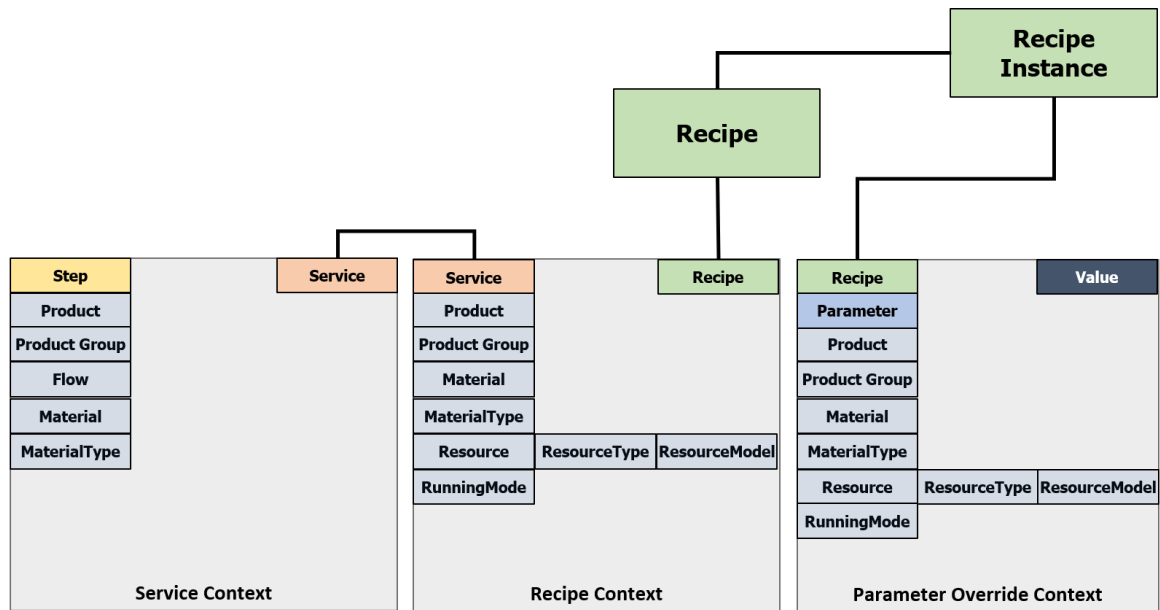 Recipe
Instance
Recipe
Step
Service
Product
Product Group
Flow
Material
MaterialType
Service Context
Service
Recipe
Product
Product Group
Material
MaterialType
Resource
ResourceType
ResourceModel
RunningMode
Recipe Context
Recipe
Value
Parameter
Product
Product Group
Material
MaterialType
Resource
ResourceType
ResourceModel
RunningMode
Parameter Override Context